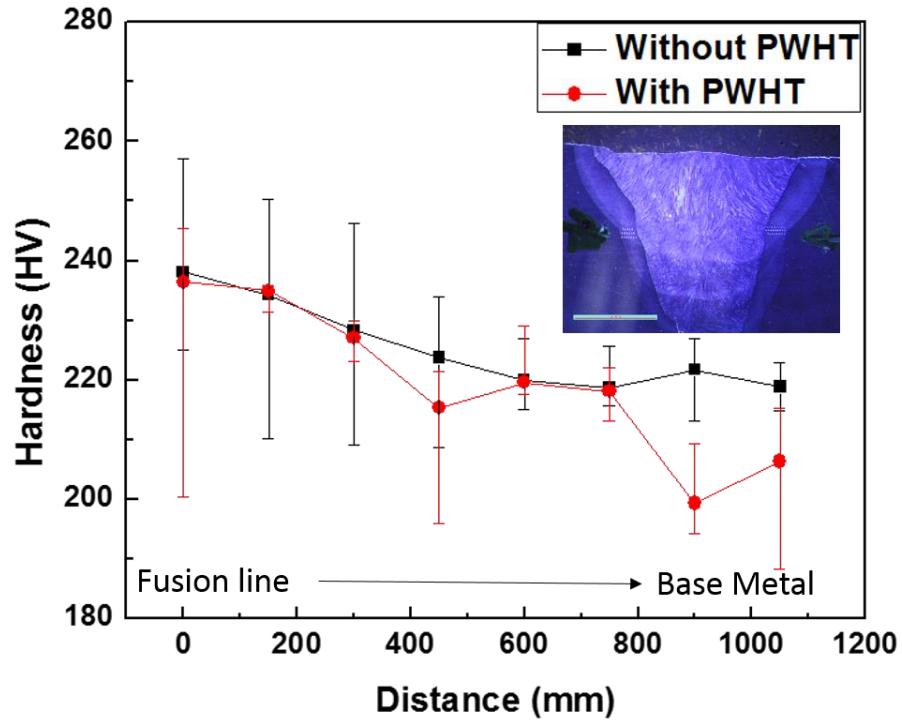 280
260
240
220
200
180
Hardness (HV)
Without PWHT
With PWHT
Fusion line
Base Metal
0
200
400
600
800
1000
1200
Distance (mm)